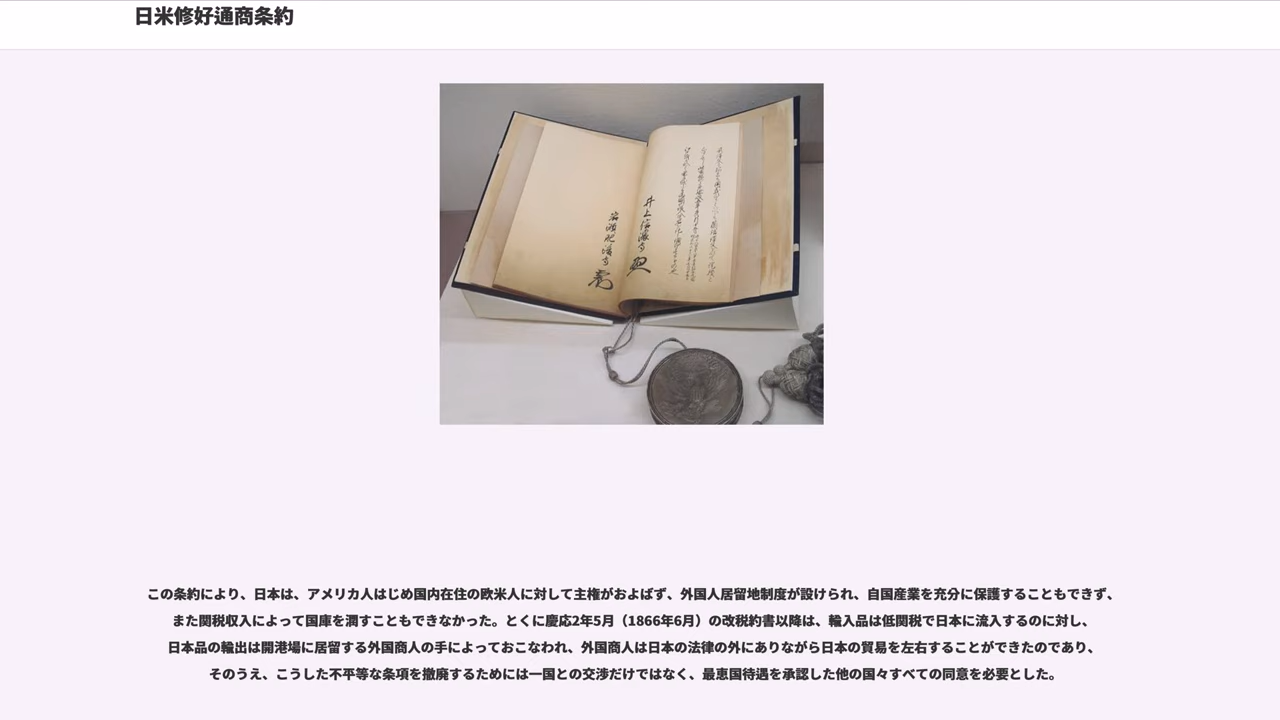 日米修好通商条約
井上信濃守
岩瀬肥後守
この条約により、日本は、アメリカ人はじめ国内在住の欧米人に対して主権がおよばず、外国人居留地制度が設けられ、自国産業を充分に保護することもできず、
また関税収入によって国庫を潤すこともできなかった。とくに慶応2年5月（1866年6月）の改税約書以降は、輸入品は低関税で日本に流入するのに対し、
日本品の輸出は開港場に居留する外国商人の手によっておこなわれ、外国商人は日本の法律の外にありながら日本の貿易を左右することができたのであり、
そのうえ、こうした不平等な条項を撤廃するためには一国との交渉だけではなく、最恵国待遇を承認した他の国々すべての同意を必要とした。